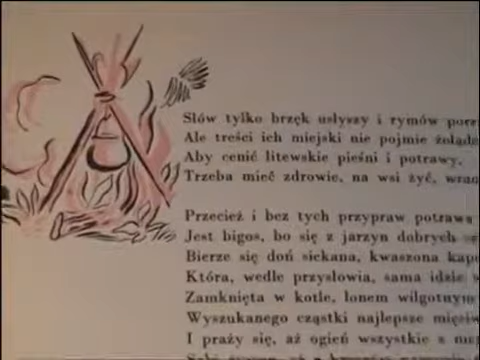 Słów tylko brzęk usłyszy i rymów
Ale treści ich miejski nie pojmie
Aby cenić litewskie pieśni i potrawy,
Trzeba mieć zdrowie, na wsi żyć,
Przecież i bez tych przypraw potrawą
Jest bigos, bo się z jarzyn dobrych
Bierze się doń siekana, kwaszona
Która, wedle przysłowia, sama idzie
Zamknięta w kotle, łonem wilgotnym
Wyszukanego cząstki najlepsze
I praży się, aż ogień wszystkie z